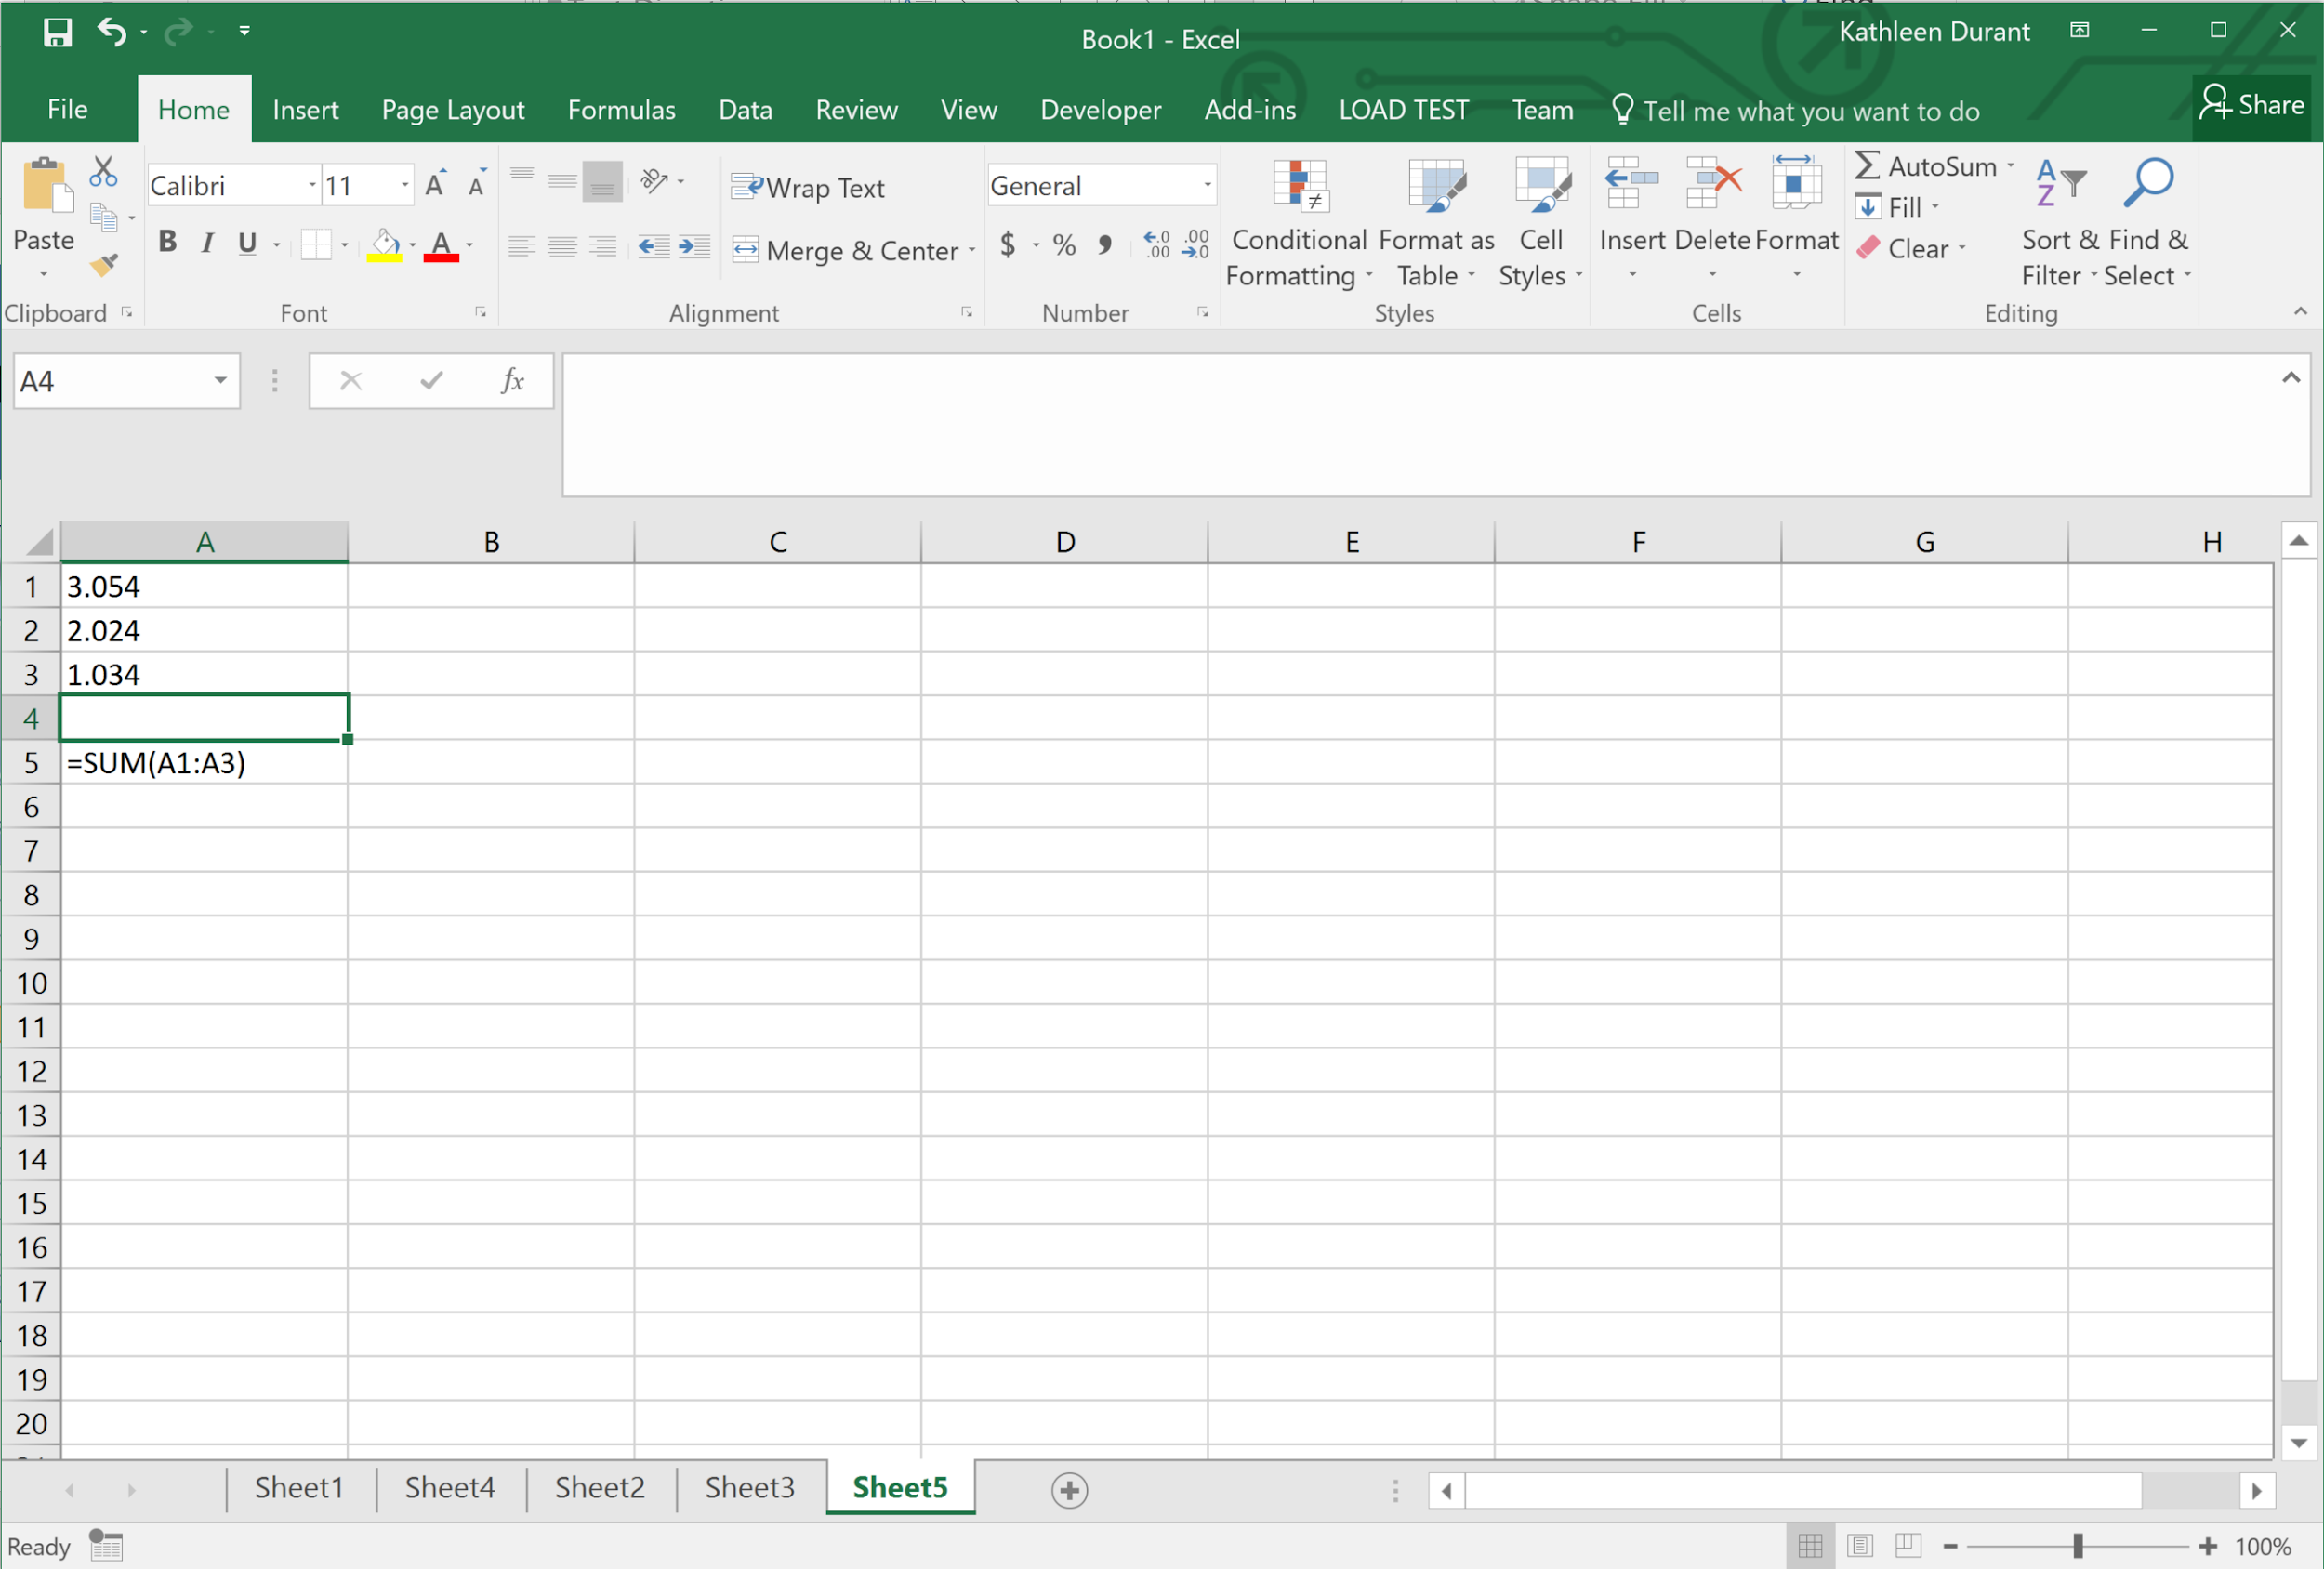 Book1 - Excel
Kathleen Durant
File Home Insert Page Layout Formulas Data Review View Developer Add-ins LOAD TEST Team Tell me what you want to do Share
Paste
Clipboard
Calibri 11
B I U A
Font
Wrap Text
Merge & Center
Alignment
General
$ % , .0 .00 .00 .0
Number
Conditional Formatting
Format as Table
Cell Styles
Styles
Insert Delete Format
Cells
AutoSum
Fill
Clear
Sort & Filter
Find & Select
Editing
A4 fx
A B C D E F G H
1 3.054
2 2.024
3 1.034
4
5 =SUM(A1:A3)
6
7
8
9
10
11
12
13
14
15
16
17
18
19
20
Sheet1 Sheet4 Sheet2 Sheet3 Sheet5
Ready 100%